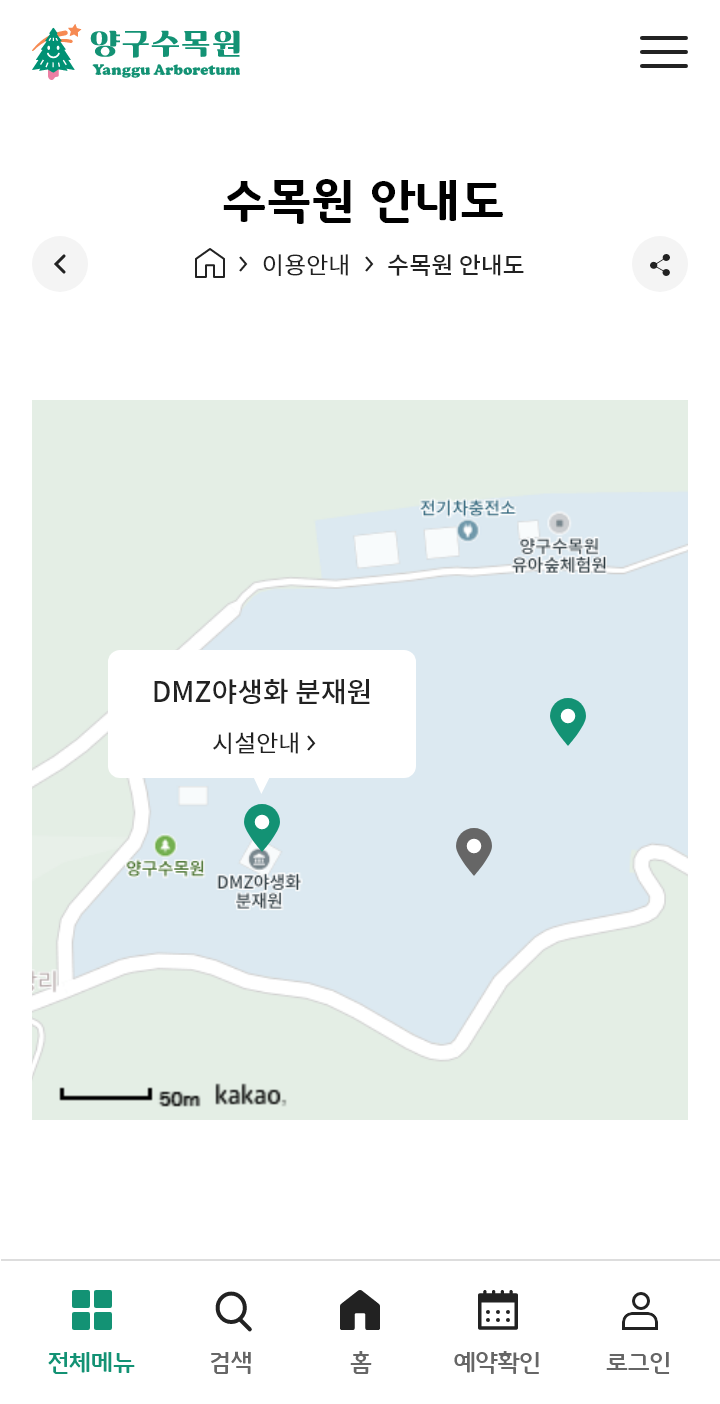 양구수목원
Yanggu Arboretum
수목원 안내도
이용안내
수목원 안내도
전기차충전소
양구수목원
유아숲체험원
DMZ야생화 분재원
시설안내
양구수목원
DMZ야생화
분재원
50m
kakao
전체메뉴
검색
홈
예약확인
로그인